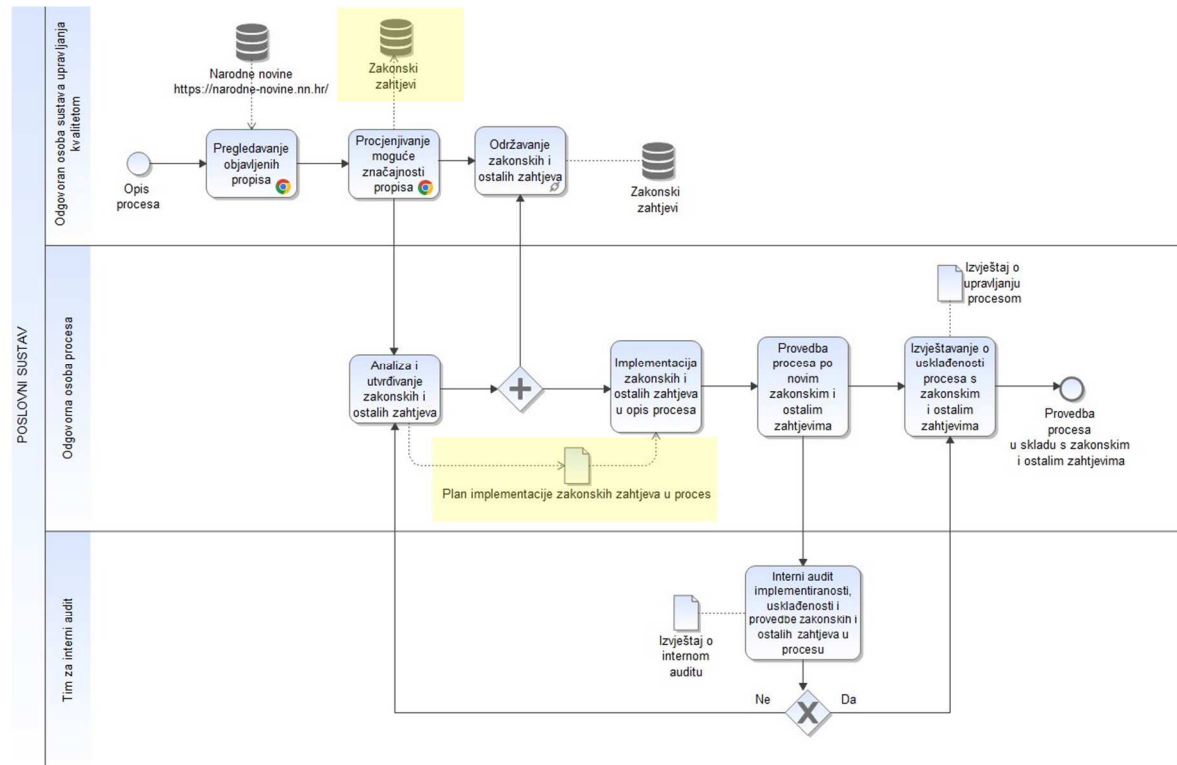 POSLOVNI SUSTAV
Odgovoran osoba sustava upravljanja
kvalitetom
Narodne novine
https://narodne-novine.nn.hr/
Zakonski
zahtjevi
Opis
procesa
Pregledavanje
objavljenih
propisa
Procjenjivanje
moguće
značajnosti
propisa
Održavanje
zakonskih i
ostalih zahtjeva
Zakonski
zahtjevi
Odgovorna osoba procesa
Analiza i
utvrđivanje
zakonskih i
ostalih zahtjeva
Implementacija
zakonskih i
ostalih zahtjeva
u opis procesa
Provedba
procesa po
novim
zakonskim i
ostalim
zahtjevima
Izvještaj o
upravljanju
procesom
Izvještavanje o
usklađenosti
procesa s
zakonskim
i ostalim
zahtjevima
Provedba
procesa
u skladu s zakonskim
i ostalim zahtjevima
Plan implementacije zakonskih zahtjeva u proces
Tim za interni audit
Izvještaj o
internom
auditu
Interni audit
implementiranosti,
usklađenosti i
provedbe zakonskih i
ostalih zahtjeva u
procesu
Ne
Da